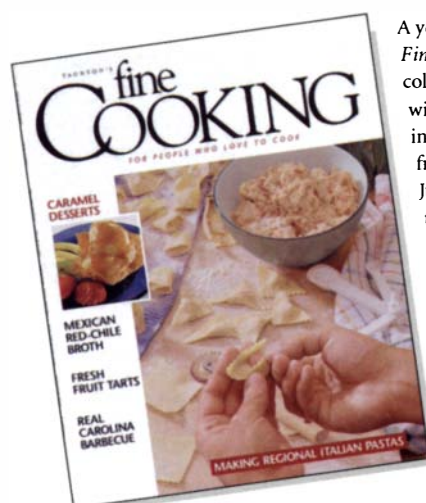 TAUNTON'S
fine
COOKING
FOR PEOPLE WHO LOVE TO COOK
CARAMEL
DESSERTS
MEXICAN
RED-CHILE
BROTH
FRESH
FRUIT TARTS
REAL
CAROLINA
BARBECUE
MAKING REGIONAL ITALIAN PASTAS
A y
Fin
col
wi
in
fr
J